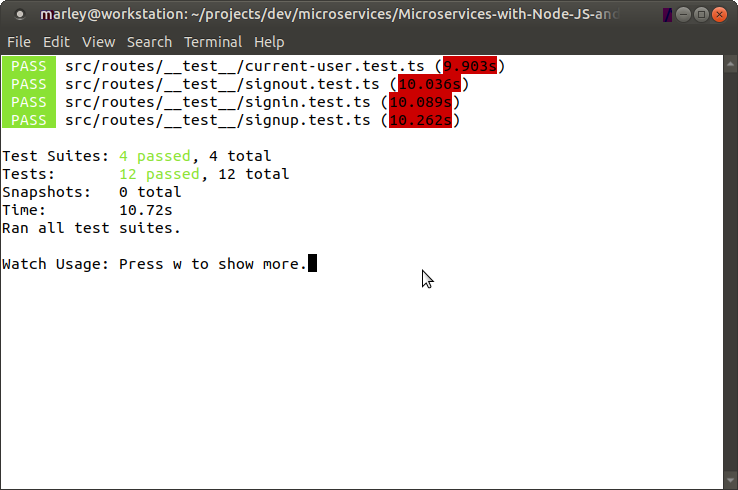 marley@workstation: ~/projects/dev/microservices/Microservices-with-Node-JS-and
File Edit View Search Terminal Help
PASS src/routes/__test__/current-user.test.ts (9.903s)
PASS src/routes/__test__/signout.test.ts (10.036s)
PASS src/routes/__test__/signin.test.ts (10.089s)
PASS src/routes/__test__/signup.test.ts (10.262s)
Test Suites: 4 passed, 4 total
Tests: 12 passed, 12 total
Snapshots: 0 total
Time: 10.72s
Ran all test suites.
Watch Usage: Press w to show more.